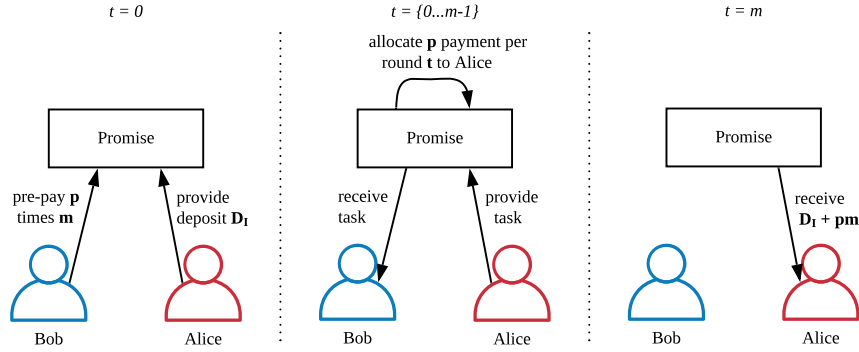 t = 0
Promise
pre-pay p
times m
provide
deposit D_I
Bob
Alice
t = {0...m-1}
allocate p payment per
round t to Alice
Promise
receive
task
provide
task
Bob
Alice
t = m
Promise
receive
D_I + pm
Bob
Alice